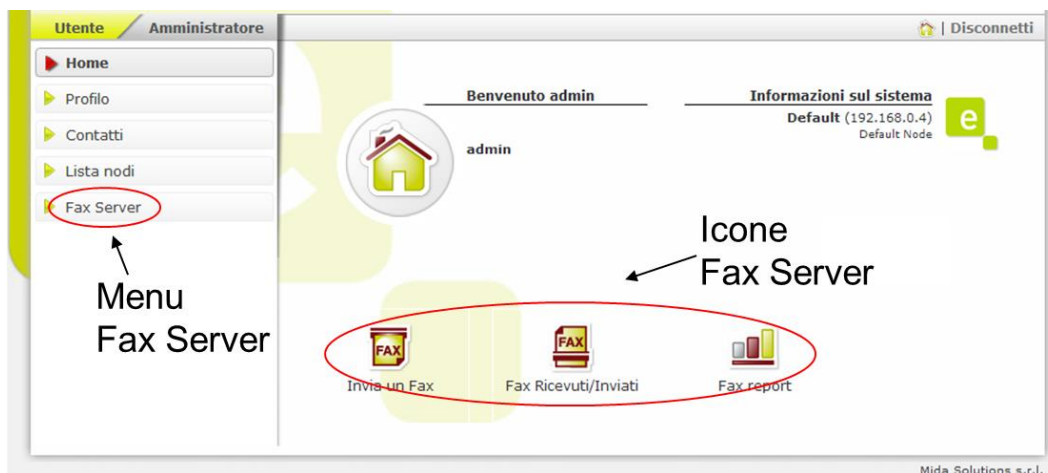 Utente
Amministratore
| Disconnetti
Home
Profilo
Contatti
Lista nodi
Fax Server
Benvenuto admin
admin
Informazioni sul sistema
Default (192.168.0.4)
Default Node
e
Menu
Fax Server
Icone
Fax Server
FAX
Invia un Fax
FAX
Fax Ricevuti/Inviati
Fax report
Mida Solutions s.r.l.